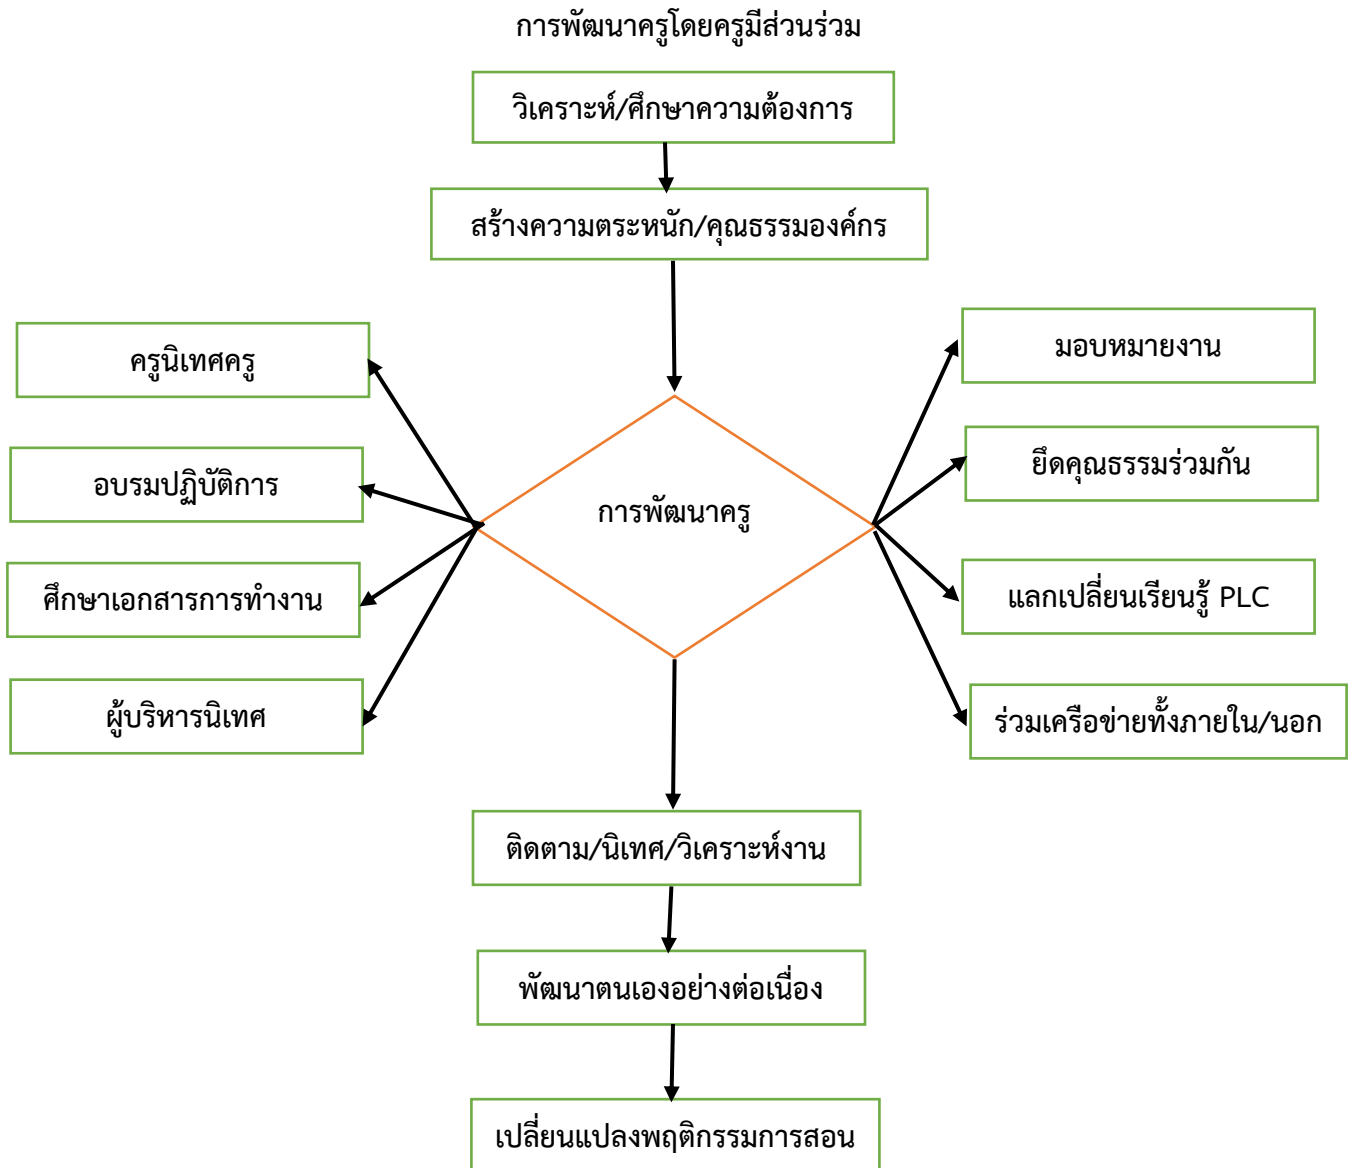 การพัฒนาครูโดยครูมีส่วนร่วม
วิเคราะห์/ศึกษาความต้องการ
สร้างความตระหนัก/คุณธรรมองค์กร
ครูนิเทศครู
อบรมปฏิบัติการ
ศึกษาเอกสารการทำงาน
ผู้บริหารนิเทศ
การพัฒนาครู
มอบหมายงาน
ยึดคุณธรรมร่วมกัน
แลกเปลี่ยนเรียนรู้ PLC
ร่วมเครือข่ายทั้งภายใน/นอก
ติดตาม/นิเทศ/วิเคราะห์งาน
พัฒนาตนเองอย่างต่อเนื่อง
เปลี่ยนแปลงพฤติกรรมการสอน